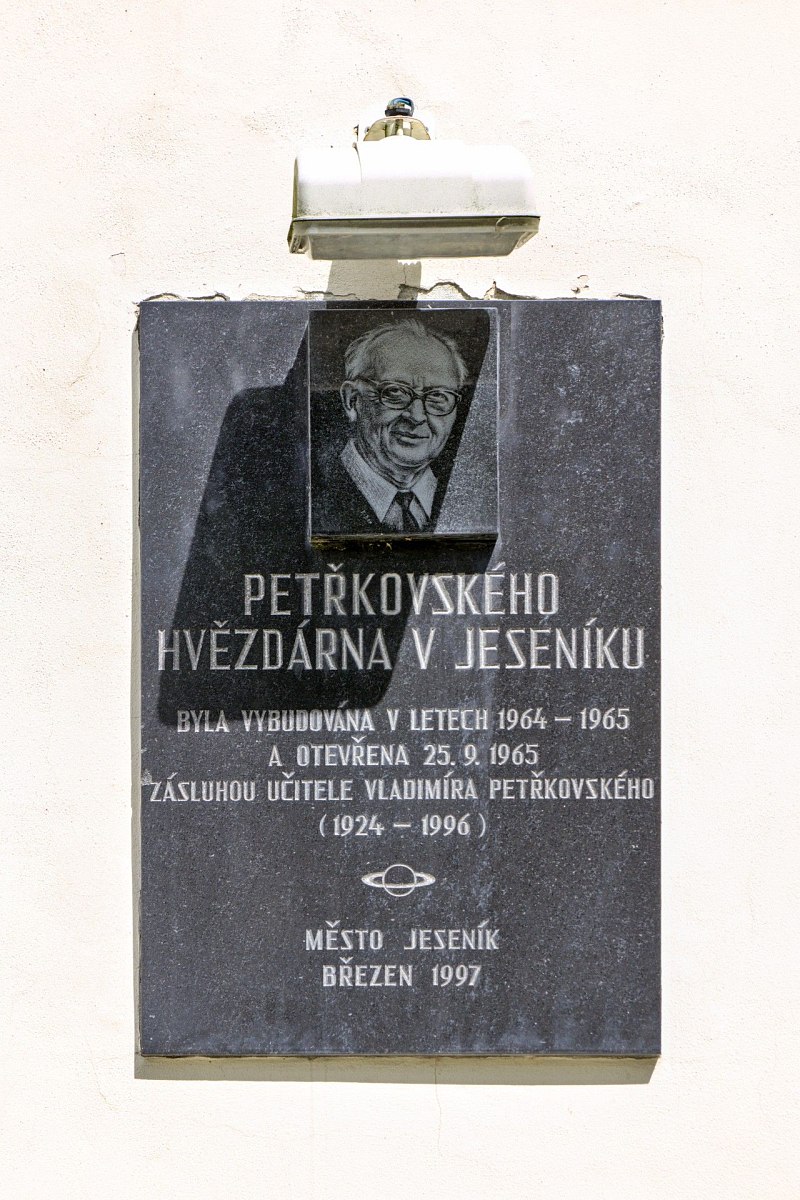 PETŘKOVSKÉHO
HVĚZDÁRNA V JESENÍKU
BYLA VYBUDOVÁNA V LETECH 1964 – 1965
A OTEVŘENA 25. 9. 1965
ZÁSLUHOU UČITELE VLADIMÍRA PETŘKOVSKÉHO
(1924 – 1996)
MĚSTO JESENÍK
BŘEZEN 1997